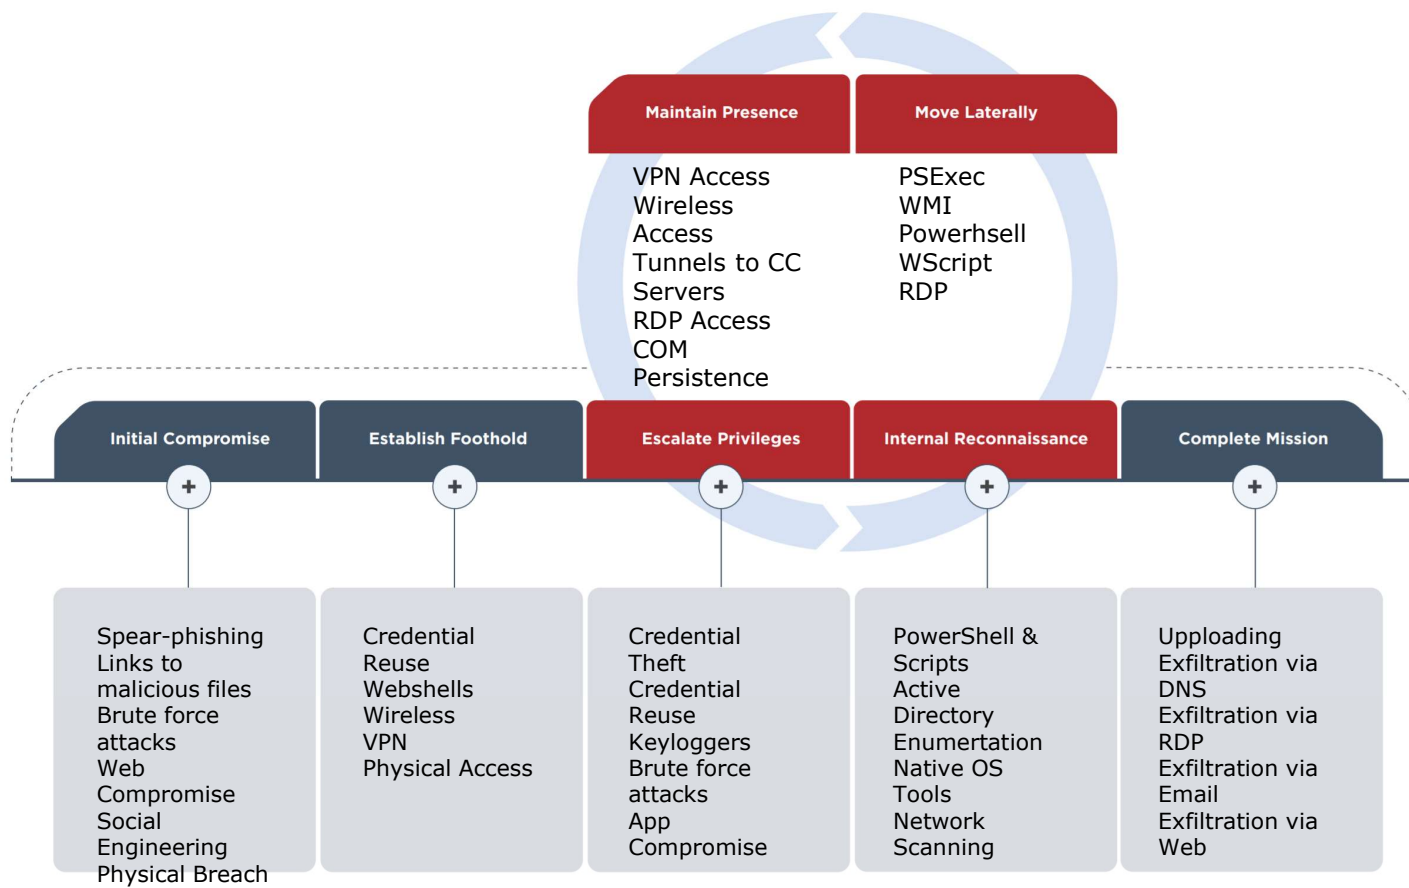 Maintain Presence
Move Laterally
VPN Access
Wireless
Access
Tunnels to CC
Servers
RDP Access
COM
Persistence
PSExec
WMI
Powerhsell
WScript
RDP
Initial Compromise
Establish Foothold
Escalate Privileges
Internal Reconnaissance
Complete Mission
+
+
+
+
+
Spear-phishing
Links to
malicious files
Brute force
attacks
Web
Compromise
Social
Engineering
Physical Breach
Credential
Reuse
Webshells
Wireless
VPN
Physical Access
Credential
Theft
Credential
Reuse
Keyloggers
Brute force
attacks
App
Compromise
PowerShell &
Scripts
Active
Directory
Enumertation
Native OS
Tools
Network
Scanning
Upploading
Exfiltration via
DNS
Exfiltration via
RDP
Exfiltration via
Email
Exfiltration via
Web